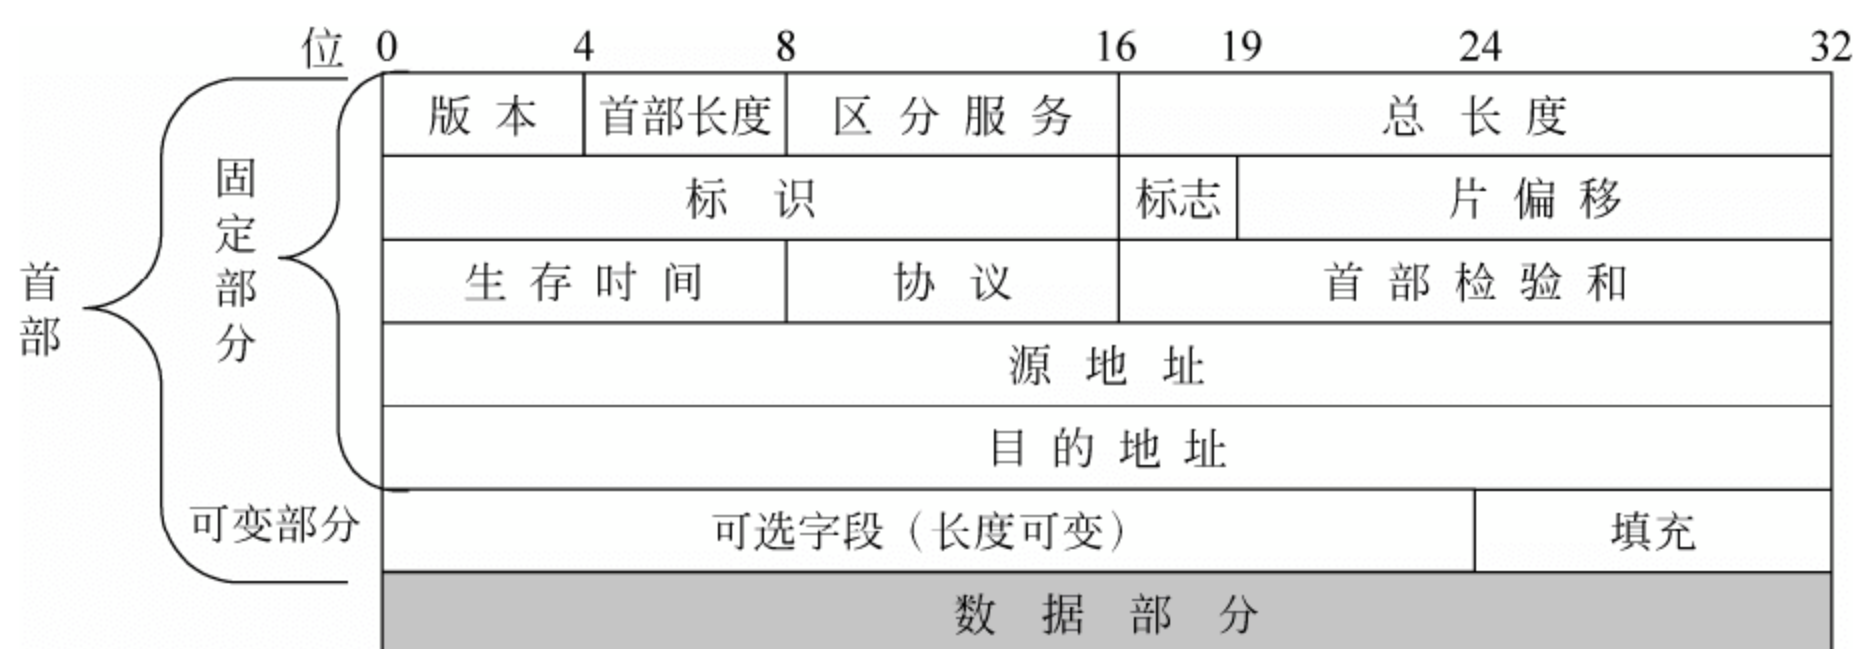 位 0 4 8 16 19 24 32
版本 首部长度 区分服务 总长度
标识 标志 片偏移
生存时间 协议 首部检验和
源地址
目的地址
可选字段（长度可变） 填充
数据部分
首部
固定部分
可变部分